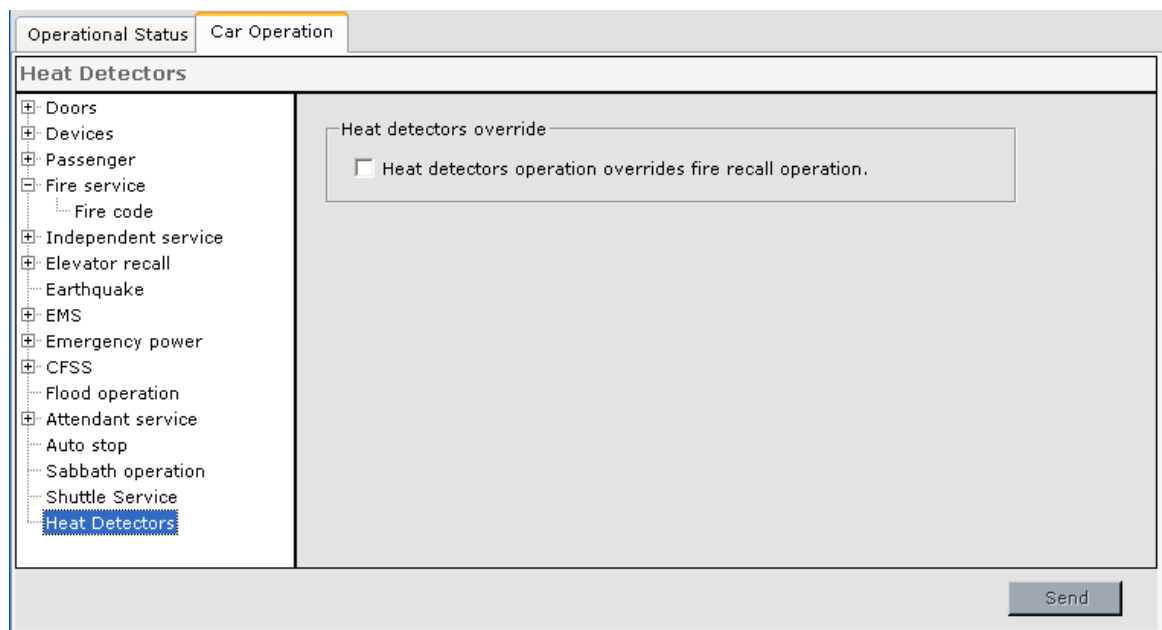 Operational Status
Car Operation
Heat Detectors
Doors
Devices
Passenger
Fire service
Fire code
Independent service
Elevator recall
Earthquake
EMS
Emergency power
CFSS
Flood operation
Attendant service
Auto stop
Sabbath operation
Shuttle Service
Heat Detectors
Heat detectors override
Heat detectors operation overrides fire recall operation.
Send